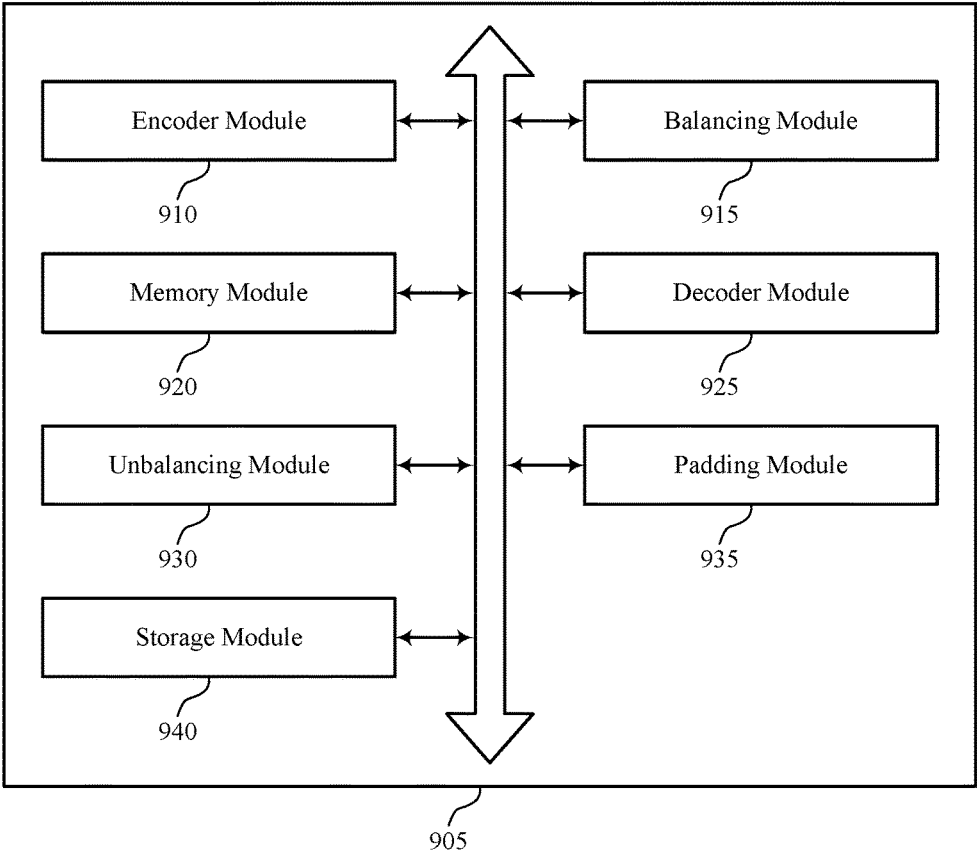 Encoder Module
Balancing Module
910
915
Memory Module
Decoder Module
920
925
Unbalancing Module
Padding Module
930
935
Storage Module
940
905